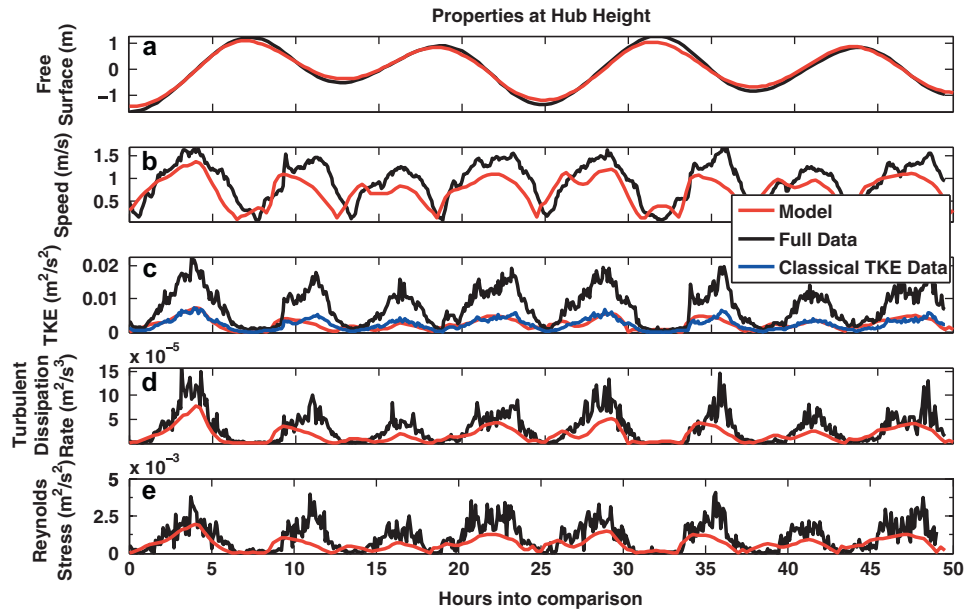 Properties at Hub Height
a
Free
Surface (m)
1
0
−1
b
Speed (m/s)
1.5
1
0.5
Model
Full Data
Classical TKE Data
c
TKE (m²/s²)
0.02
0.01
0
x 10⁻⁵
d
Turbulent
Dissipation
Rate (m²/s³)
15
10
5
x 10⁻³
e
Reynolds
Stress (m²/s²)
5
2.5
0
0 5 10 15 20 25 30 35 40 45 50
Hours into comparison